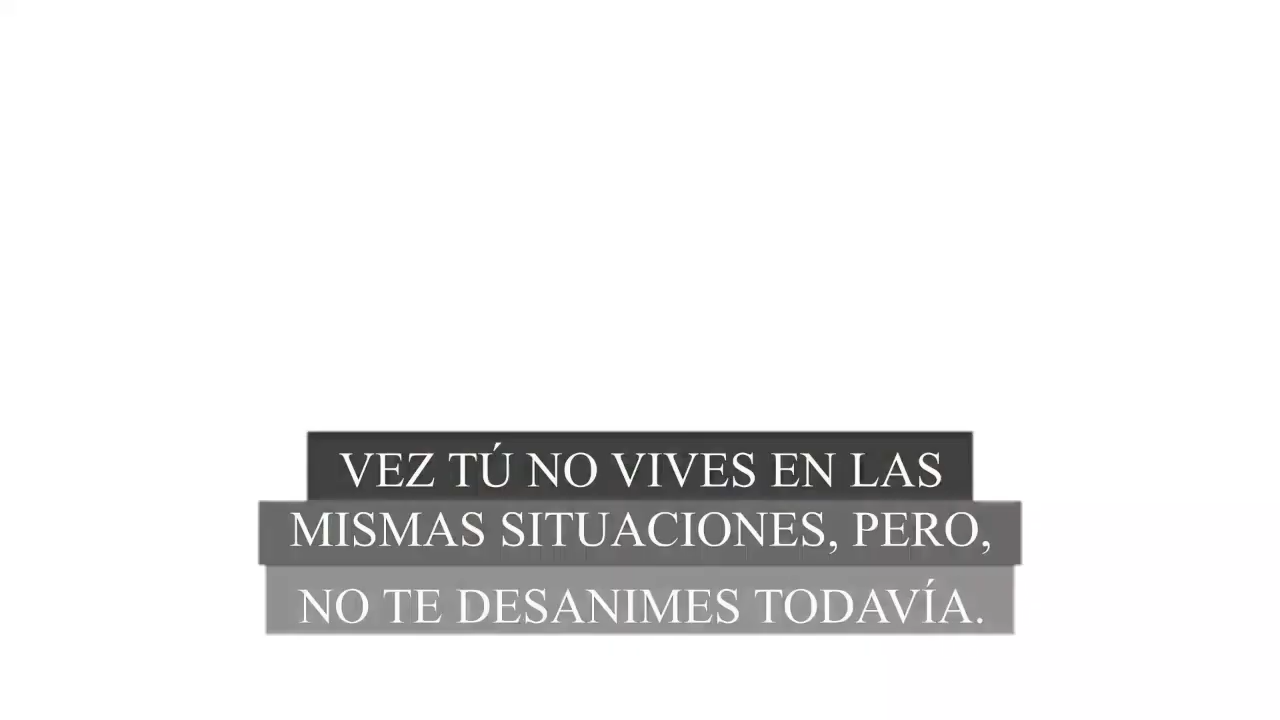 VEZ TÚ NO VIVES EN LAS
MISMAS SITUACIONES, PERO,
NO TE DESANIMES TODAVÍA.